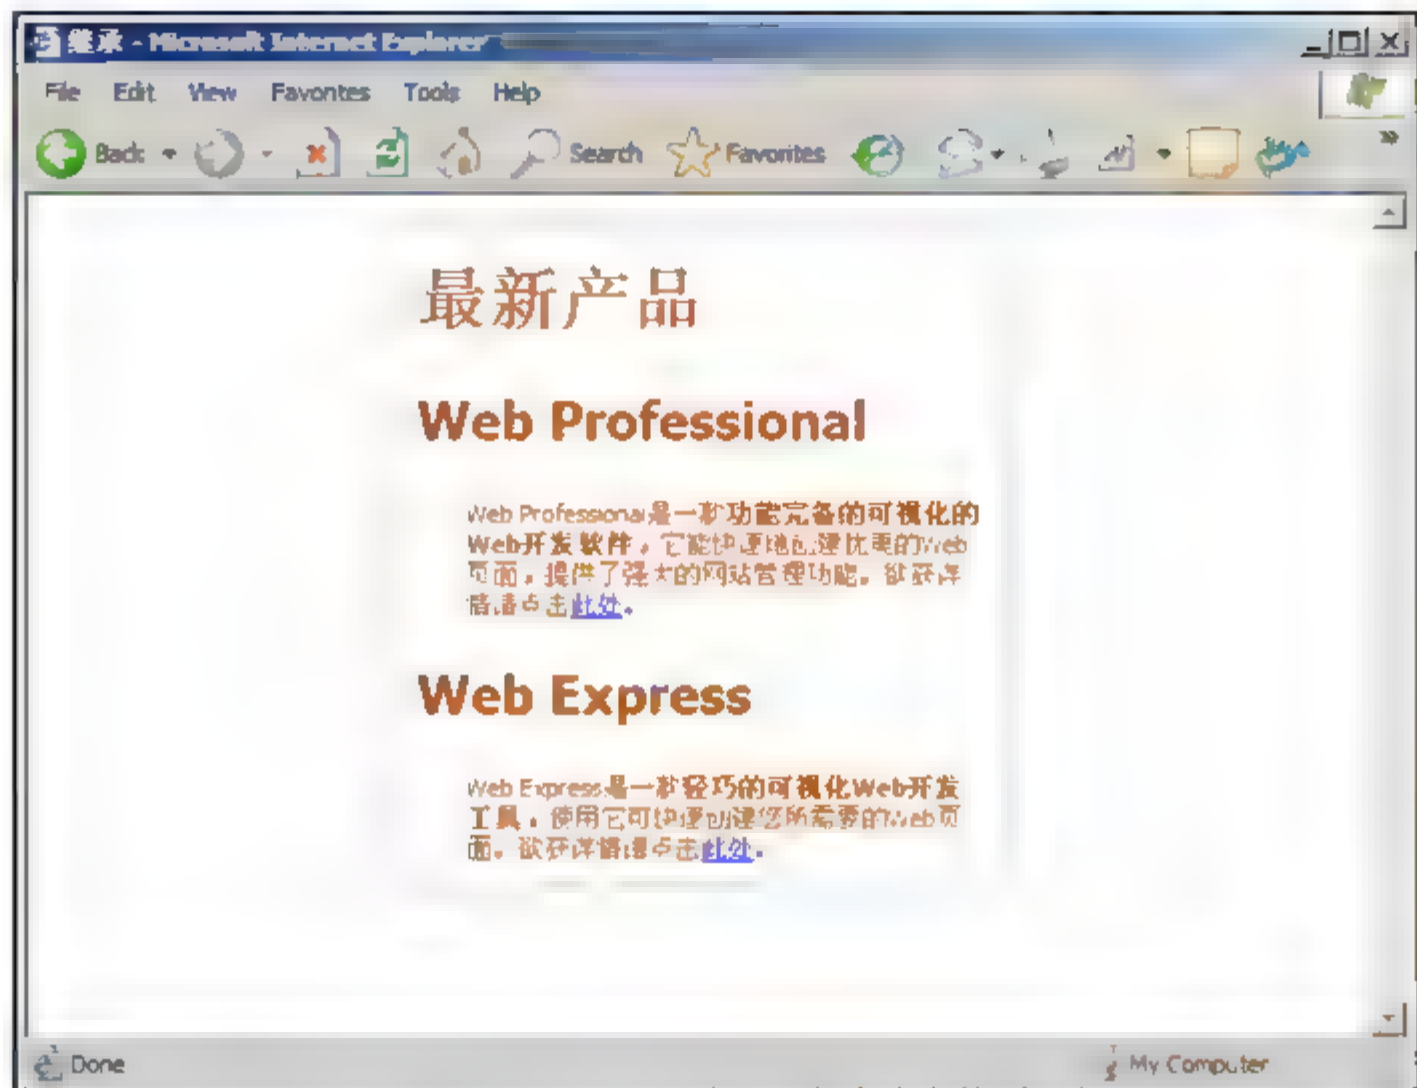 继承 - Microsoft Internet Explorer
File Edit View Favorites Tools Help
Back Search Favorites
最新产品
Web Professional
Web Professional是一款功能完备的可视化的
Web开发软件，它能快速地创建优秀的Web
页面，提供了强大的网站管理功能。欲获详
情请点击此处。
Web Express
Web Express是一款轻巧的可视化Web开发
工具，使用它可快速创建您所需要的Web页
面。欲获详情请点击此处。
Done My Computer